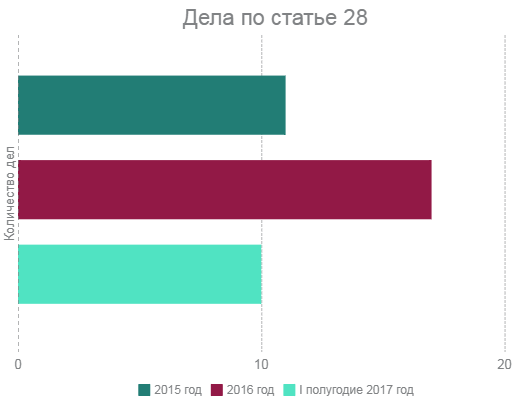 Дела по статье 28
Количество дел
0 10 20
2015 год 2016 год I полугодие 2017 год